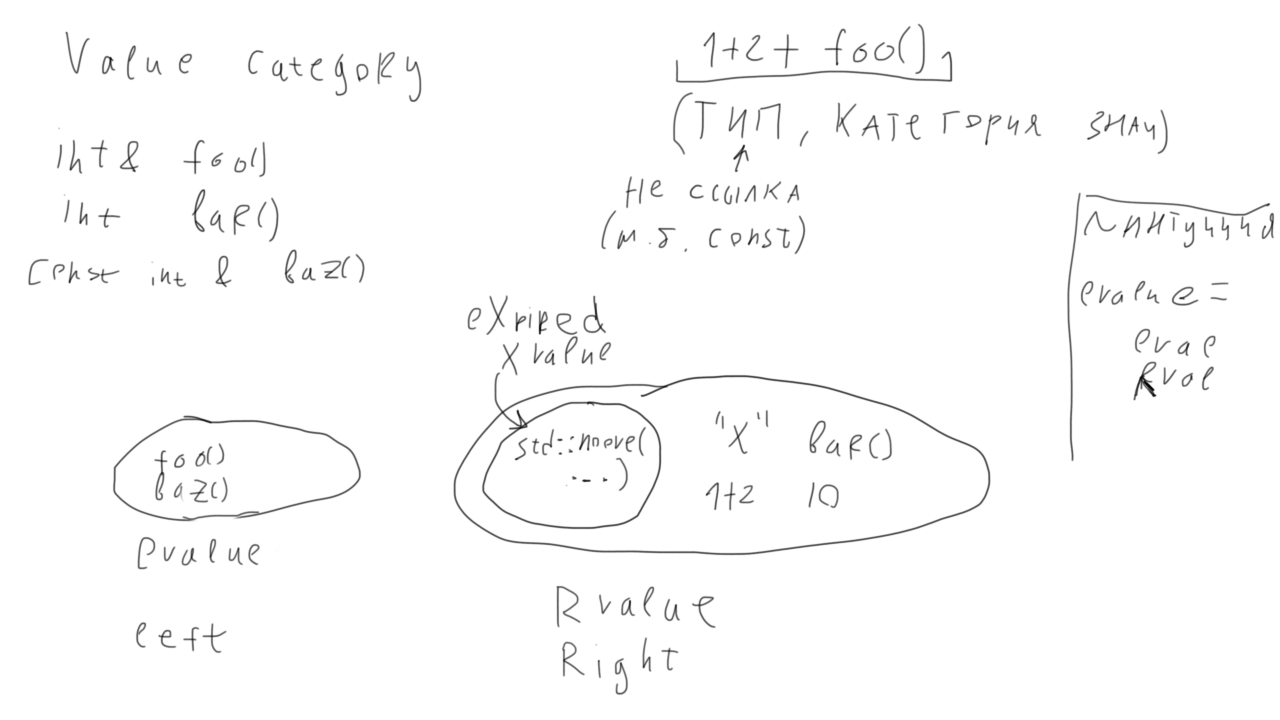 Value category
int & foo()
int bar()
const int & baz()
1+2+ foo()
(ТИП, КАТЕГОРИЯ ЗНАЧ)
НЕ ССЫЛКА
(м.б. const)
lvalue =
lval
Rval
eXpired
Xvalue
std::move(
...)
"X" bar()
1+2 10
foo()
baz()
lvalue
left
Rvalue
Right